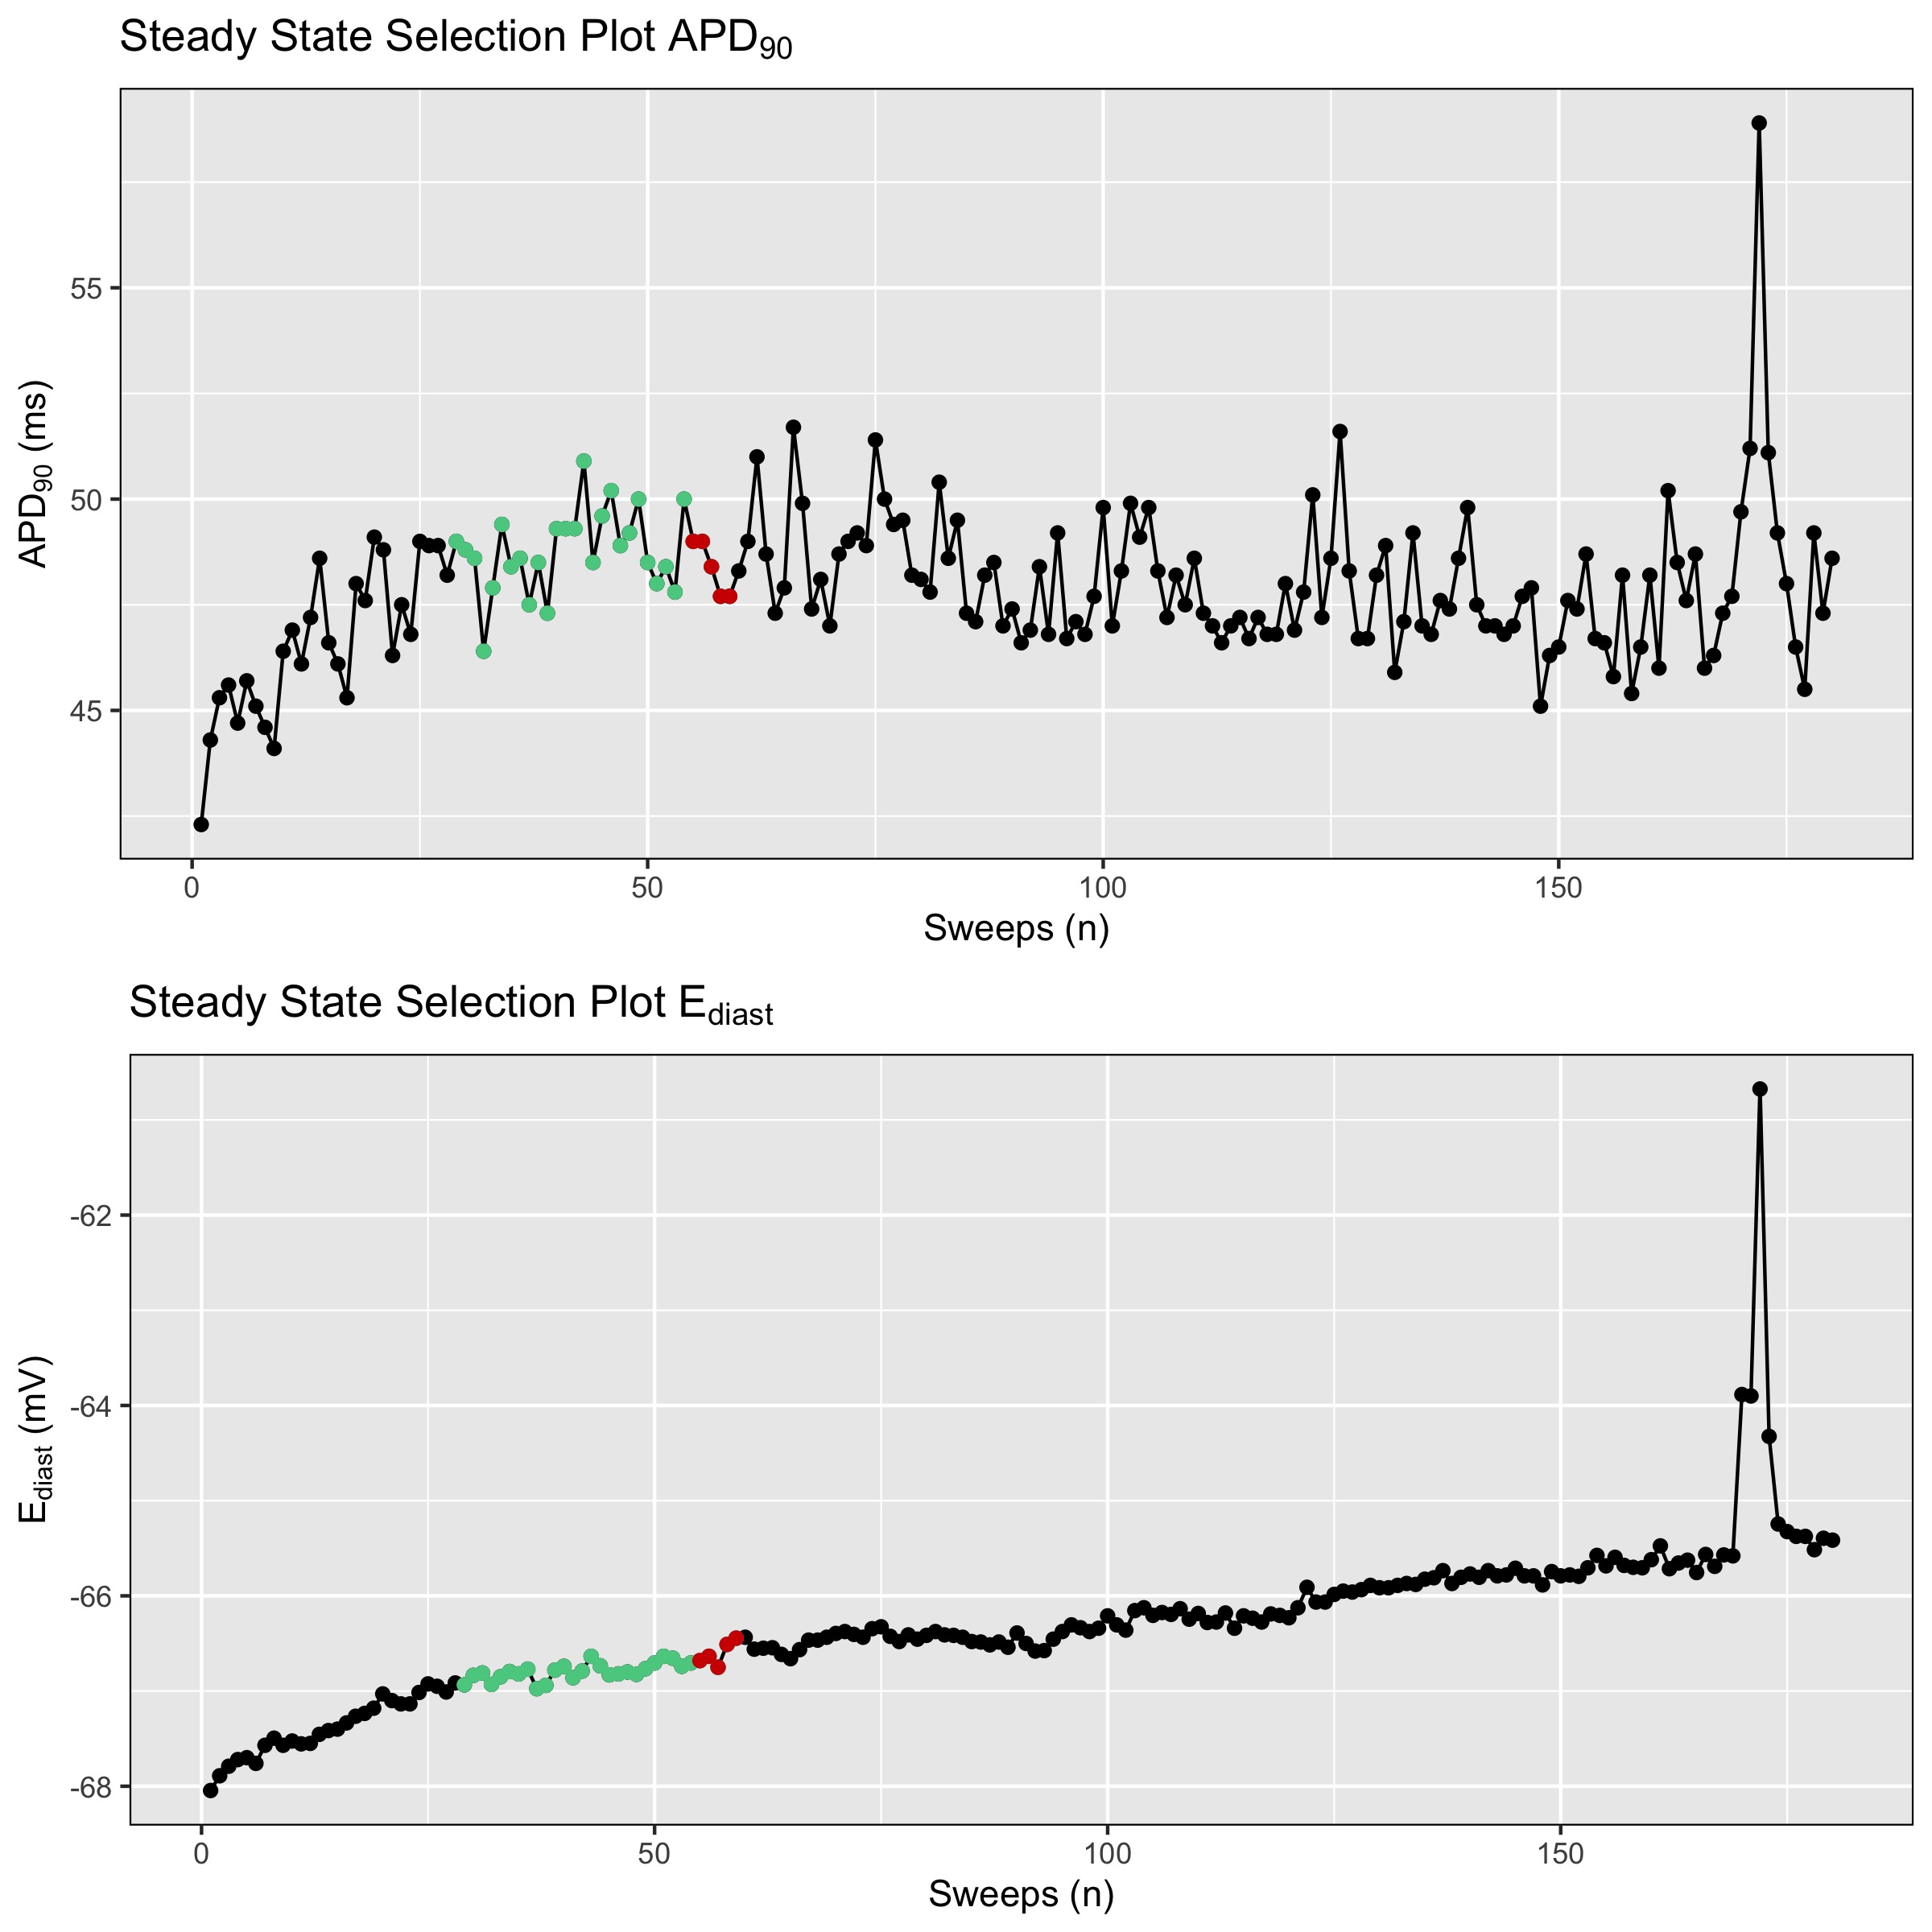 Steady State Selection Plot APD90
APD90 (ms)
55
50
45
0 50 100 150
Sweeps (n)
Steady State Selection Plot Ediast
Ediast (mV)
-62
-64
-66
-68
0 50 100 150
Sweeps (n)